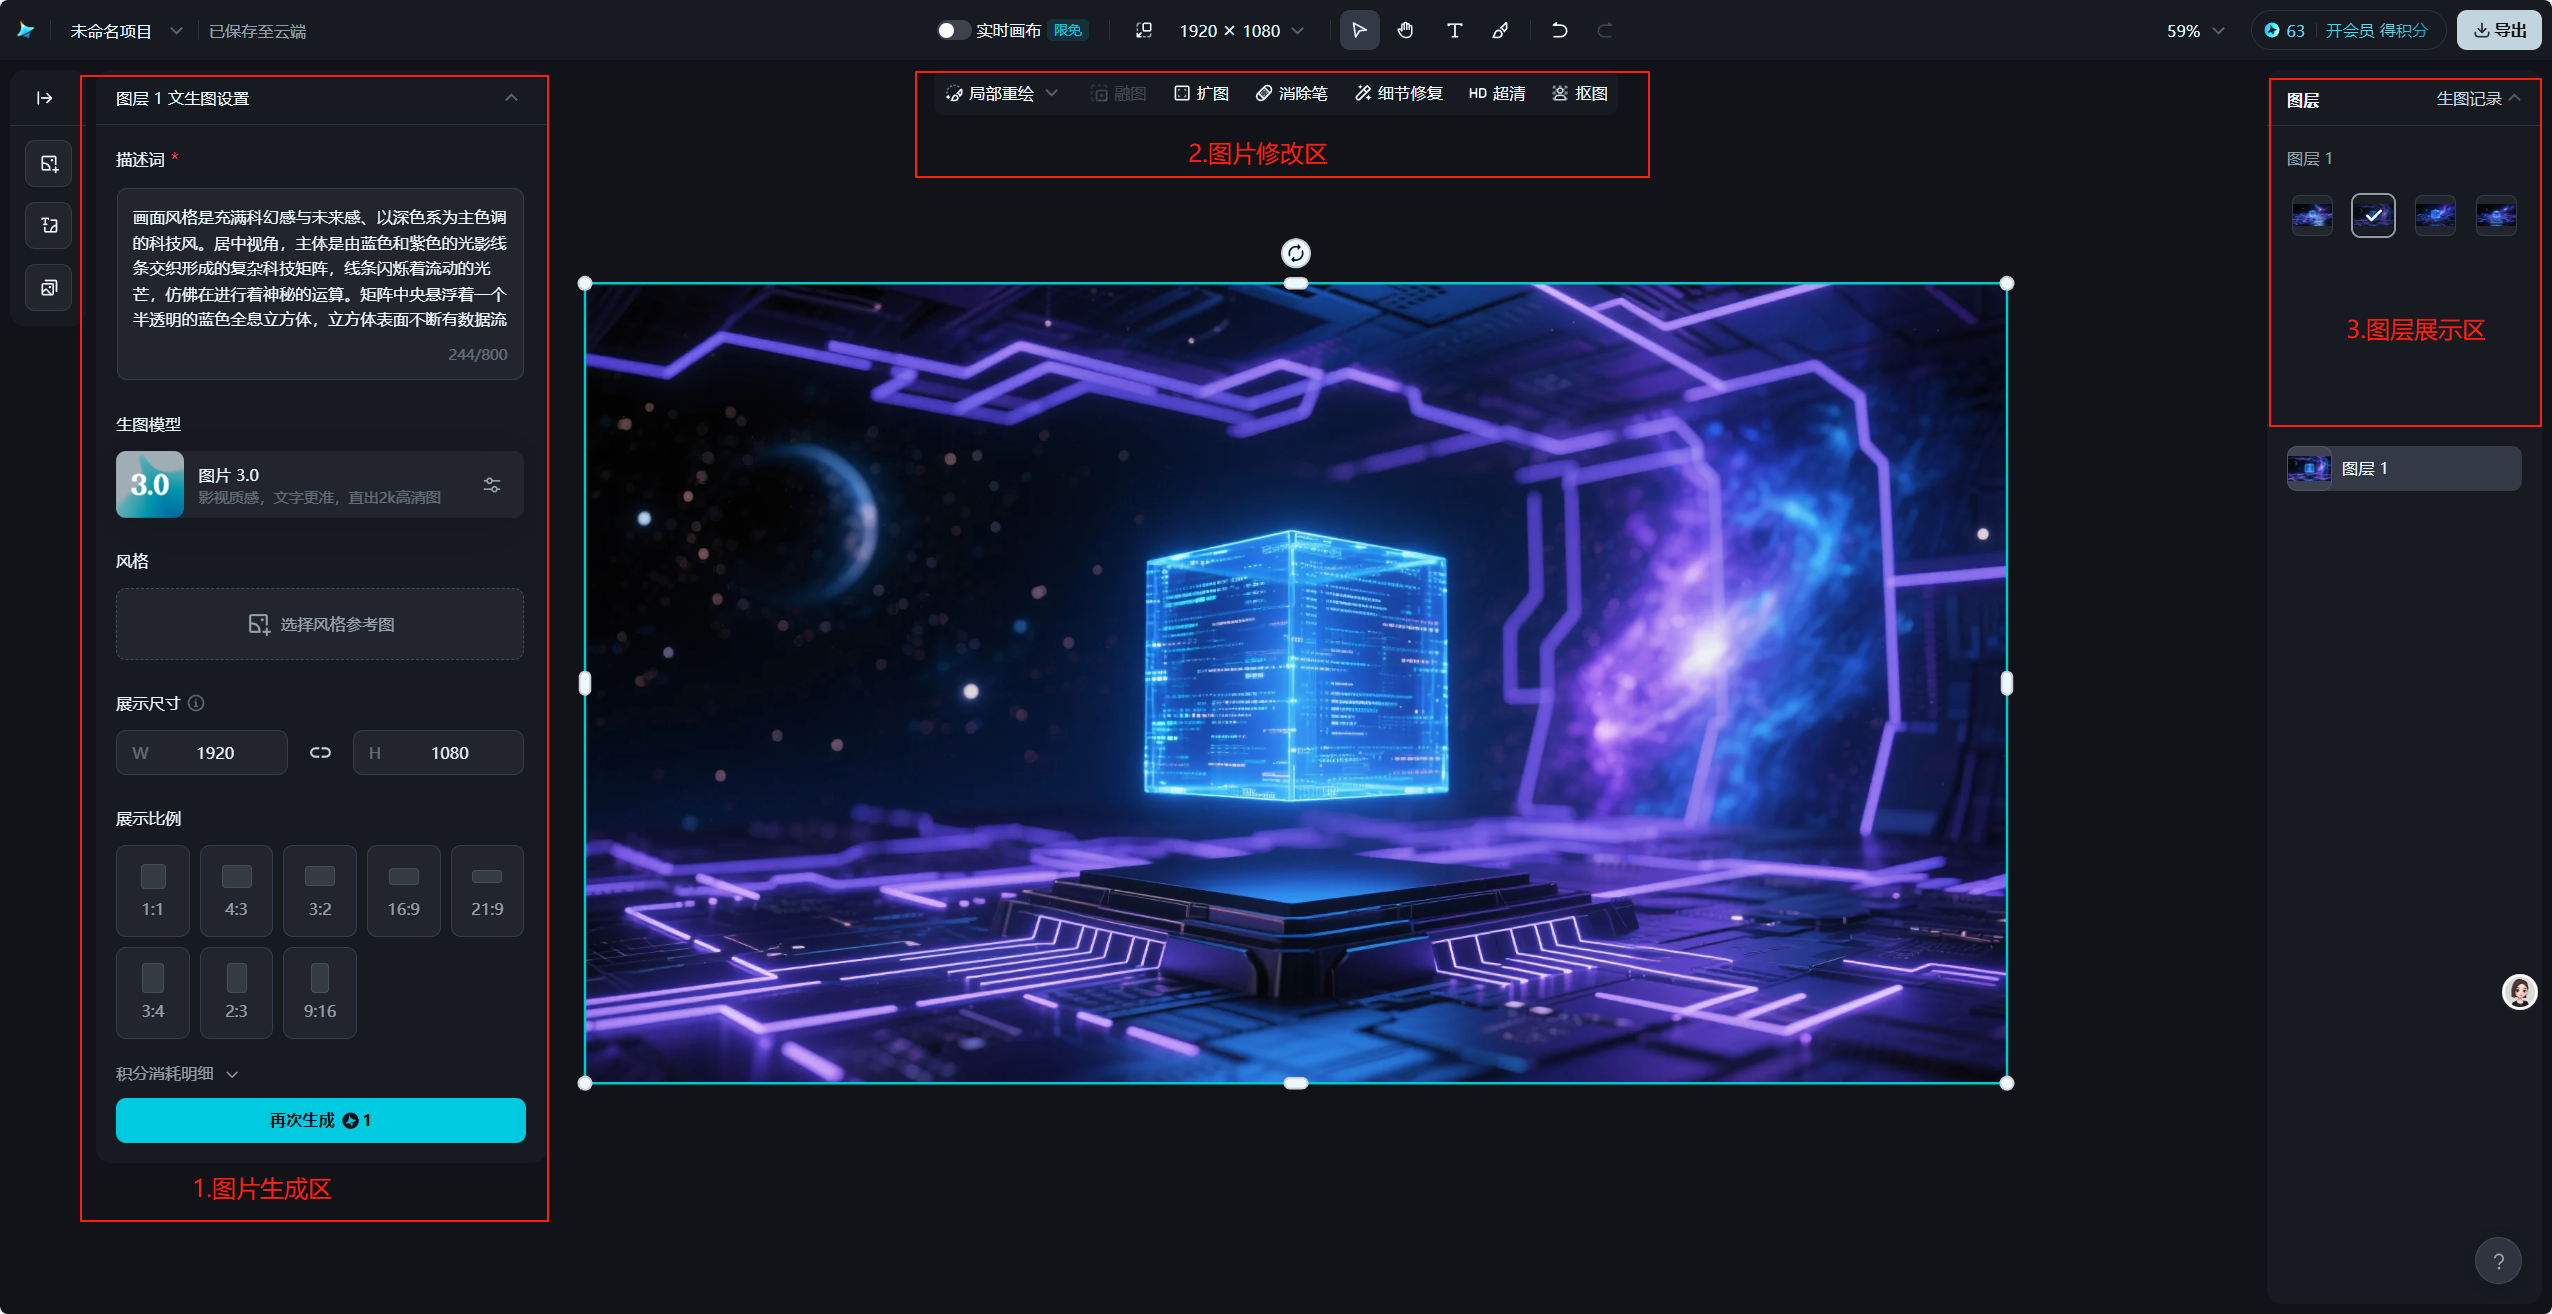 未命名项目
已保存至云端
实时画布 限免
1920 × 1080
59%
63 开会员 得积分
导出
图层 1 文生图设置
描述词 *
画面风格是充满科幻感与未来感、以深色系为主色调
的科技风。居中视角，主体是由蓝色和紫色的光影线
条交织形成的复杂科技矩阵，线条闪烁着流动的光
芒，仿佛在进行着神秘的运算。矩阵中央悬浮着一个
半透明的蓝色全息立方体，立方体表面不断有数据流
244/800
生图模型
3.0
图片 3.0
影视质感，文字更准，直出2k高清图
风格
选择风格参考图
展示尺寸
W 1920
H 1080
展示比例
1:1 4:3 3:2 16:9 21:9
3:4 2:3 9:16
积分消耗明细
再次生成 1
1.图片生成区
局部重绘 融图 扩图 消除笔 细节修复 HD 超清 抠图
2.图片修改区
图层 生图记录
图层 1
3.图层展示区
图层 1
?